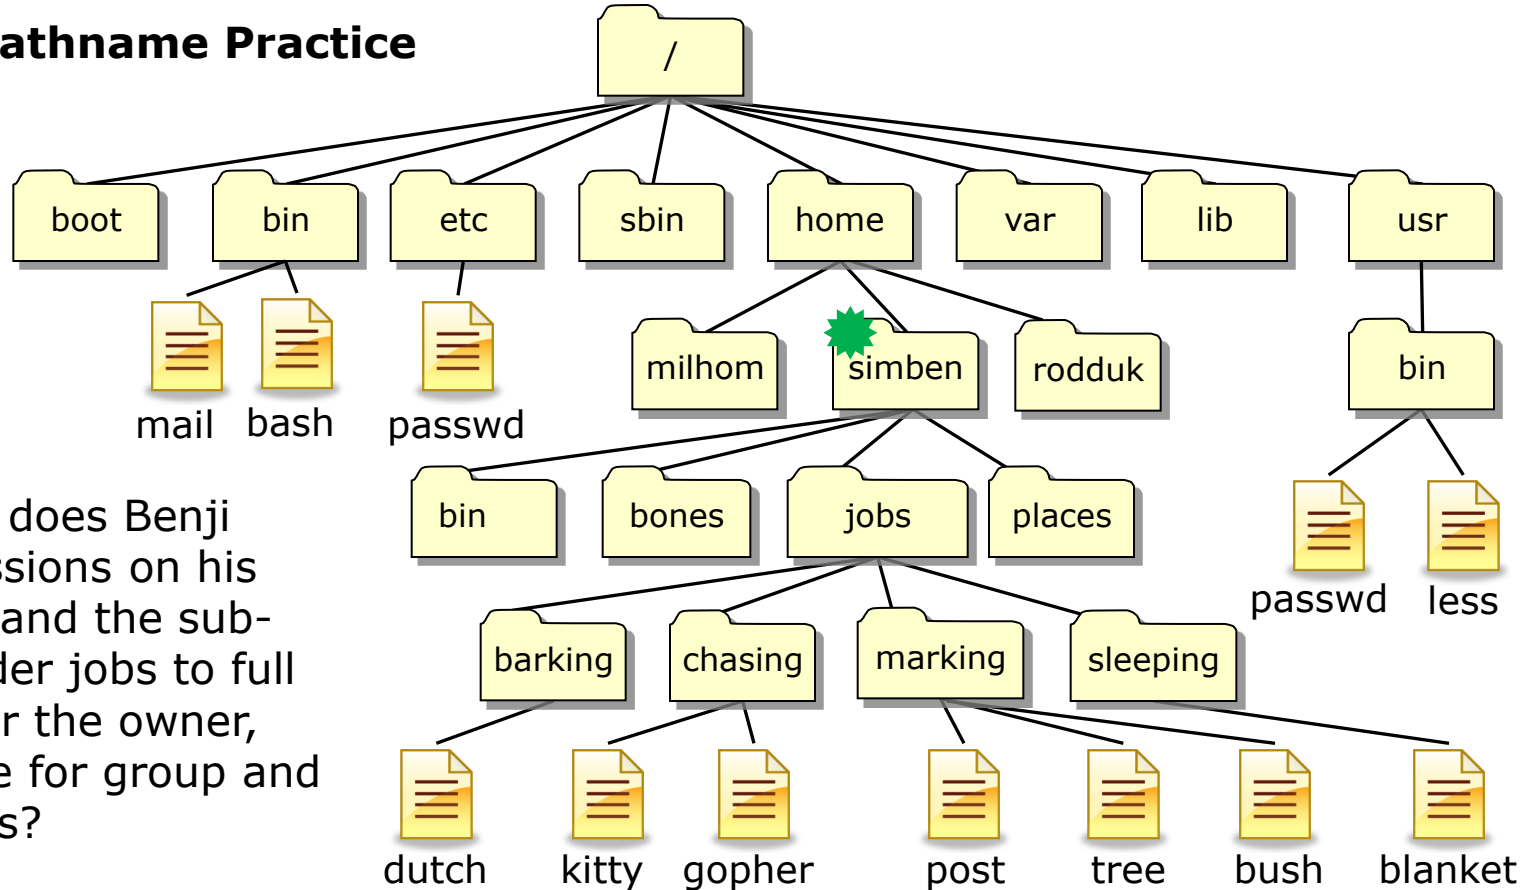 athname Practice
/
boot bin etc sbin home var lib usr
mail bash passwd
milhom simben rodduk bin
passwd less
bin bones jobs places
does Benji
ssions on his
and the sub-
der jobs to full
r the owner,
e for group and
s?
barking chasing marking sleeping
dutch kitty gopher post tree bush blanket